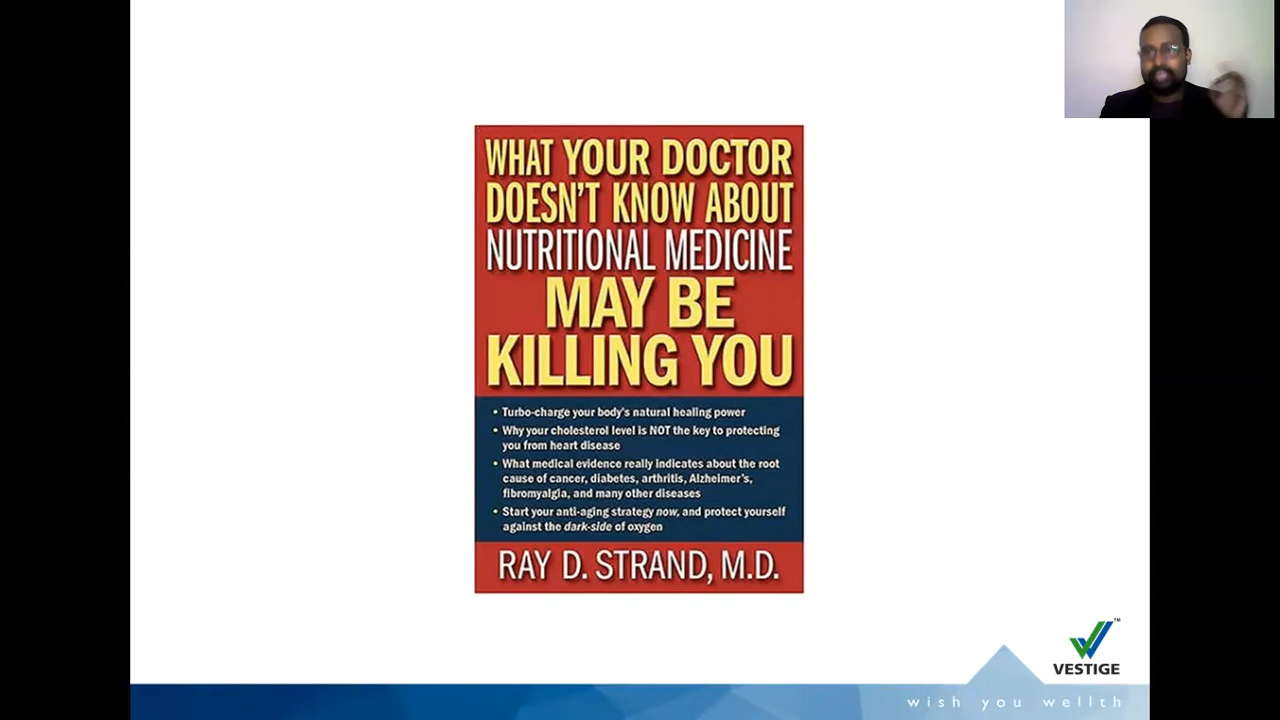 WHAT YOUR DOCTOR
DOESN'T KNOW ABOUT
NUTRITIONAL MEDICINE
MAY BE
KILLING YOU
• Turbo-charge your body's natural healing power
• Why your cholesterol level is NOT the key to protecting
you from heart disease
• What medical evidence really indicates about the root
cause of cancer, diabetes, arthritis, Alzheimer's,
fibromyalgia, and many other diseases
• Start your anti-aging strategy now, and protect yourself
against the dark-side of oxygen
RAY D. STRAND, M.D.
TM
VESTIGE
wish you wellth